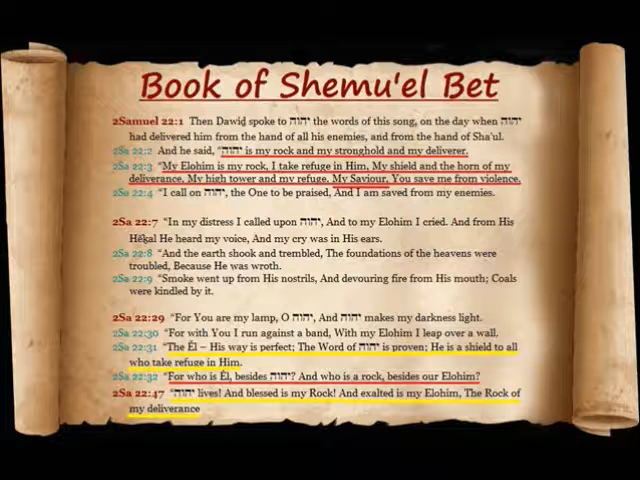 Book of Shemu'el Bet
2Samuel 22:1 Then Dawiḏ spoke to יהוה the words of this song, on the day when יהוה
had delivered him from the hand of all his enemies, and from the hand of Sha'ul.
2Sa 22:2 And he said, "יהוה is my rock and my stronghold and my deliverer.
2Sa 22:3 "My Elohim is my rock, I take refuge in Him, My shield and the horn of my
deliverance, My high tower and my refuge. My Saviour, You save me from violence.
2Sa 22:4 "I call on יהוה, the One to be praised, And I am saved from my enemies.
2Sa 22:7 "In my distress I called upon יהוה, And to my Elohim I cried. And from His
Hĕḵal He heard my voice, And my cry was in His ears.
2Sa 22:8 "And the earth shook and trembled, The foundations of the heavens were
troubled, Because He was wroth.
2Sa 22:9 "Smoke went up from His nostrils, And devouring fire from His mouth; Coals
were kindled by it.
2Sa 22:29 "For You are my lamp, O יהוה, And יהוה makes my darkness light.
2Sa 22:30 "For with You I run against a band, With my Elohim I leap over a wall.
2Sa 22:31 "The Ěl – His way is perfect; The Word of יהוה is proven; He is a shield to all
who take refuge in Him.
2Sa 22:32 "For who is Ěl, besides יהוה? And who is a rock, besides our Elohim?
2Sa 22:47 "יהוה lives! And blessed is my Rock! And exalted is my Elohim, The Rock of
my deliverance